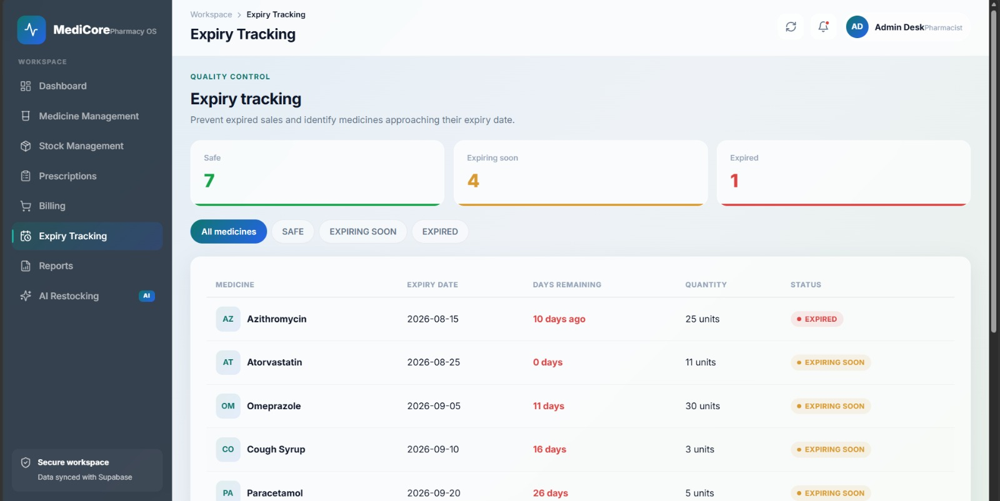 MediCore Pharmacy OS
WORKSPACE
Dashboard
Medicine Management
Stock Management
Prescriptions
Billing
Expiry Tracking
Reports
AI Restocking AI
Secure workspace
Data synced with Supabase
Workspace > Expiry Tracking
Expiry Tracking
AD Admin Desk Pharmacist
QUALITY CONTROL
Expiry tracking
Prevent expired sales and identify medicines approaching their expiry date.
Safe
7
Expiring soon
4
Expired
1
All medicines SAFE EXPIRING SOON EXPIRED
MEDICINE EXPIRY DATE DAYS REMAINING QUANTITY STATUS
AZ Azithromycin 2026-08-15 10 days ago 25 units EXPIRED
AT Atorvastatin 2026-08-25 0 days 11 units EXPIRING SOON
OM Omeprazole 2026-09-05 11 days 30 units EXPIRING SOON
CO Cough Syrup 2026-09-10 16 days 3 units EXPIRING SOON
PA Paracetamol 2026-09-20 26 days 5 units EXPIRING SOON